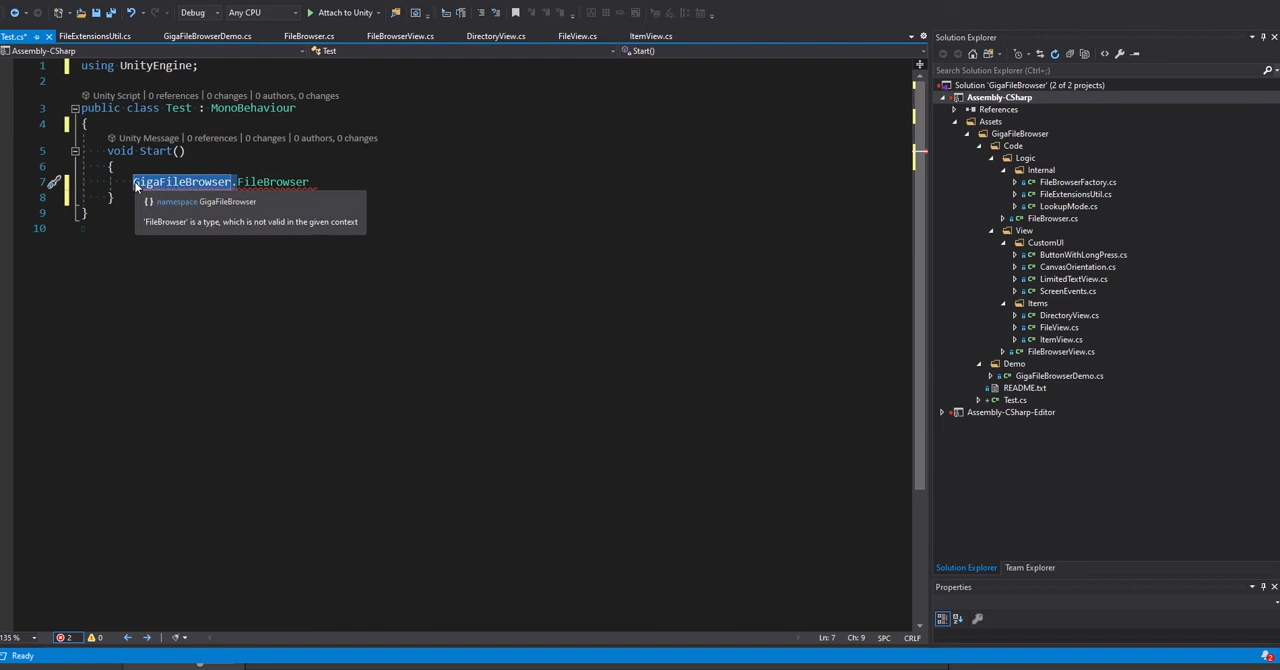 Debug Any CPU Attach to Unity
Test.cs* FileExtensionsUtil.cs GigaFileBrowserDemo.cs FileBrowser.cs FileBrowserView.cs DirectoryView.cs FileView.cs ItemView.cs
Assembly-CSharp Test Start()
1 using UnityEngine;
2
Unity Script | 0 references | 0 changes | 0 authors, 0 changes
3 public class Test : MonoBehaviour
4 {
Unity Message | 0 references | 0 changes | 0 authors, 0 changes
5 void Start()
6 {
7 GigaFileBrowser.FileBrowser
8 }
{ } namespace GigaFileBrowser
'FileBrowser' is a type, which is not valid in the given context
9 }
10
135 % 2 0 Ln: 7 Ch: 9 SPC CRLF
Ready
Solution Explorer
Search Solution Explorer (Ctrl+;)
Solution 'GigaFileBrowser' (2 of 2 projects)
Assembly-CSharp
References
Assets
GigaFileBrowser
Code
Logic
Internal
FileBrowserFactory.cs
FileExtensionsUtil.cs
LookupMode.cs
FileBrowser.cs
View
CustomUI
ButtonWithLongPress.cs
CanvasOrientation.cs
LimitedTextView.cs
ScreenEvents.cs
Items
DirectoryView.cs
FileView.cs
ItemView.cs
FileBrowserView.cs
Demo
GigaFileBrowserDemo.cs
README.txt
Test.cs
Assembly-CSharp-Editor
Solution Explorer Team Explorer
Properties
2